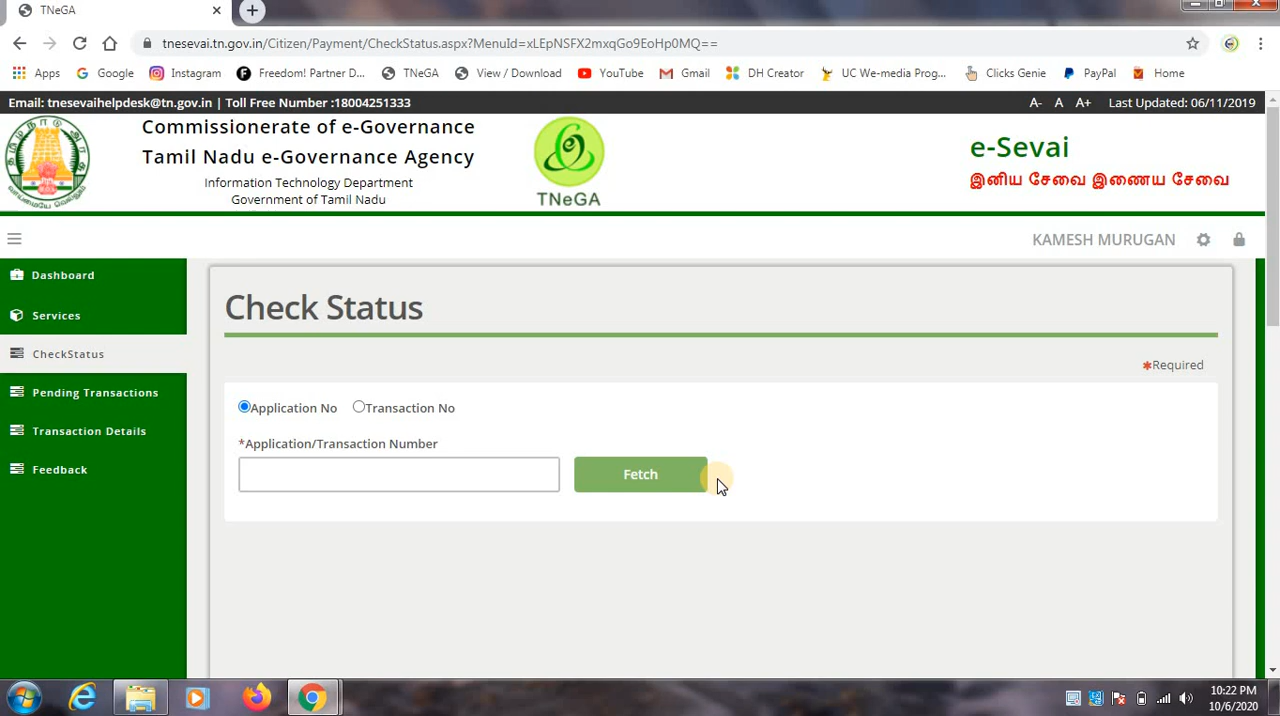 TNeGA
tnesevai.tn.gov.in/Citizen/Payment/CheckStatus.aspx?MenuId=xLEpNSFX2mxqGo9EoHp0MQ==
Apps Google Instagram Freedom! Partner D... TNeGA View / Download YouTube Gmail DH Creator UC We-media Prog... Clicks Genie PayPal Home
Email: tnesevaihelpdesk@tn.gov.in | Toll Free Number :18004251333 A- A A+ Last Updated: 06/11/2019
Commissionerate of e-Governance
Tamil Nadu e-Governance Agency
Information Technology Department
Government of Tamil Nadu
TNeGA
e-Sevai
இனிய சேவை இணைய சேவை
KAMESH MURUGAN
Dashboard
Services
CheckStatus
Pending Transactions
Transaction Details
Feedback
Check Status
*Required
Application No Transaction No
*Application/Transaction Number
Fetch
10:22 PM
10/6/2020